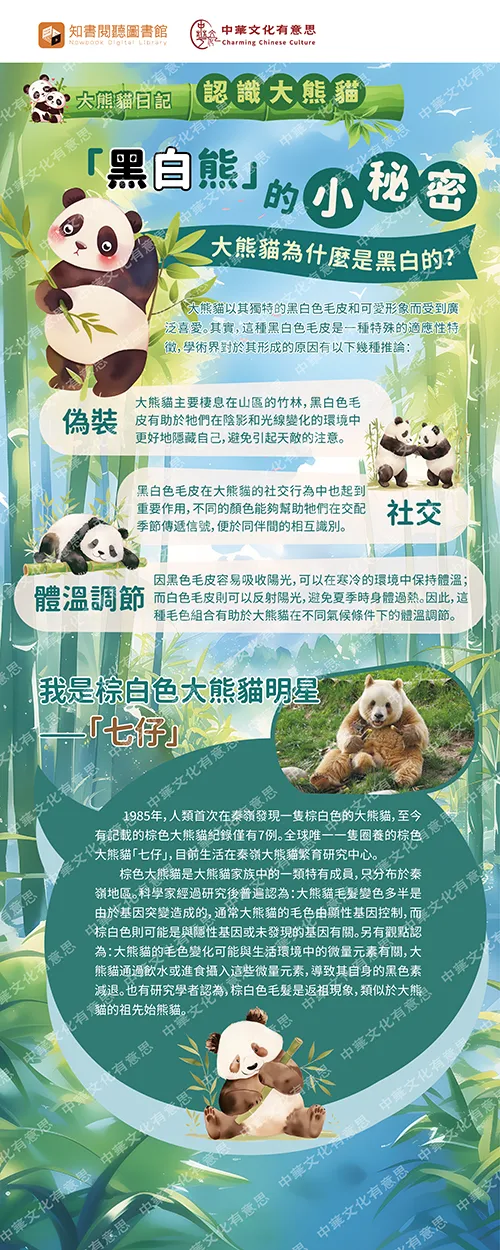 知書閱聽圖書館
Nowpook Digital Library
中華文化有意思
Charming Chinese Culture
大熊貓日記
認識大熊貓
「黑白熊」的小秘密
大熊貓為什麼是黑白的?
大熊貓以其獨特的黑白色毛皮和可愛形象而受到廣
泛喜愛。其實,這種黑白色毛皮是一種特殊的適應性特
徵,學術界對於其形成的原因有以下幾種推論:
偽裝
大熊貓主要棲息在山區的竹林,黑白色毛
皮有助於牠們在陰影和光線變化的環境中
更好地隱藏自己,避免引起天敵的注意。
黑白色毛皮在大熊貓的社交行為中也起到
重要作用,不同的顏色能夠幫助牠們在交配
季節傳遞信號,便於同伴間的相互識別。
社交
體溫調節
因黑色毛皮容易吸收陽光,可以在寒冷的環境中保持體溫;
而白色毛皮則可以反射陽光,避免夏季時身體過熱。因此,這
種毛色組合有助於大熊貓在不同氣候條件下的體溫調節。
我是棕白色大熊貓明星
——「七仔」
1985年,人類首次在秦嶺發現一隻棕白色的大熊貓,至今
有記載的棕色大熊貓紀錄僅有7例。全球唯一一隻圈養的棕色
大熊貓「七仔」,目前生活在秦嶺大熊貓繁育研究中心。
棕色大熊貓是大熊貓家族中的一類特有成員,只分布於秦
嶺地區。科學家經過研究後普遍認為:大熊貓毛髮變色多半是
由於基因突變造成的,通常大熊貓的毛色由顯性基因控制,而
棕白色則可能是與隱性基因或未發現的基因有關。另有觀點認
為:大熊貓的毛色變化可能與生活環境中的微量元素有關,大
熊貓通過飲水或進食攝入這些微量元素,導致其自身的黑色素
減退。也有研究學者認為,棕白色毛髮是返祖現象,類似於大熊
貓的祖先始熊貓。